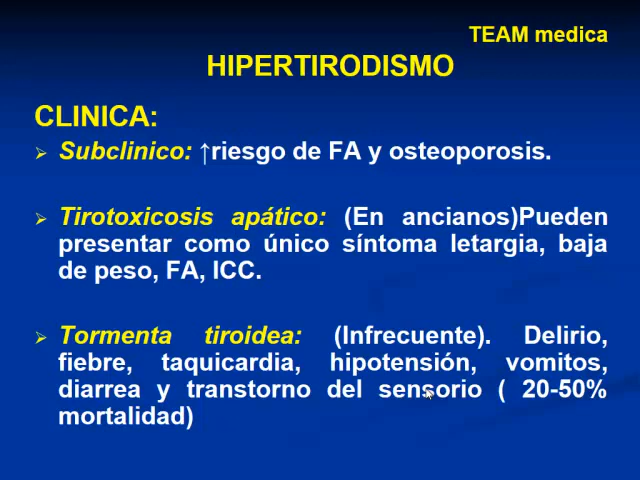 TEAM medica
HIPERTIRODISMO
CLINICA:
Subclinico: ↑riesgo de FA y osteoporosis.
Tirotoxicosis apático: (En ancianos)Pueden
presentar como único síntoma letargia, baja
de peso, FA, ICC.
Tormenta tiroidea: (Infrecuente). Delirio,
fiebre, taquicardia, hipotensión, vomitos,
diarrea y transtorno del sensorio ( 20-50%
mortalidad)